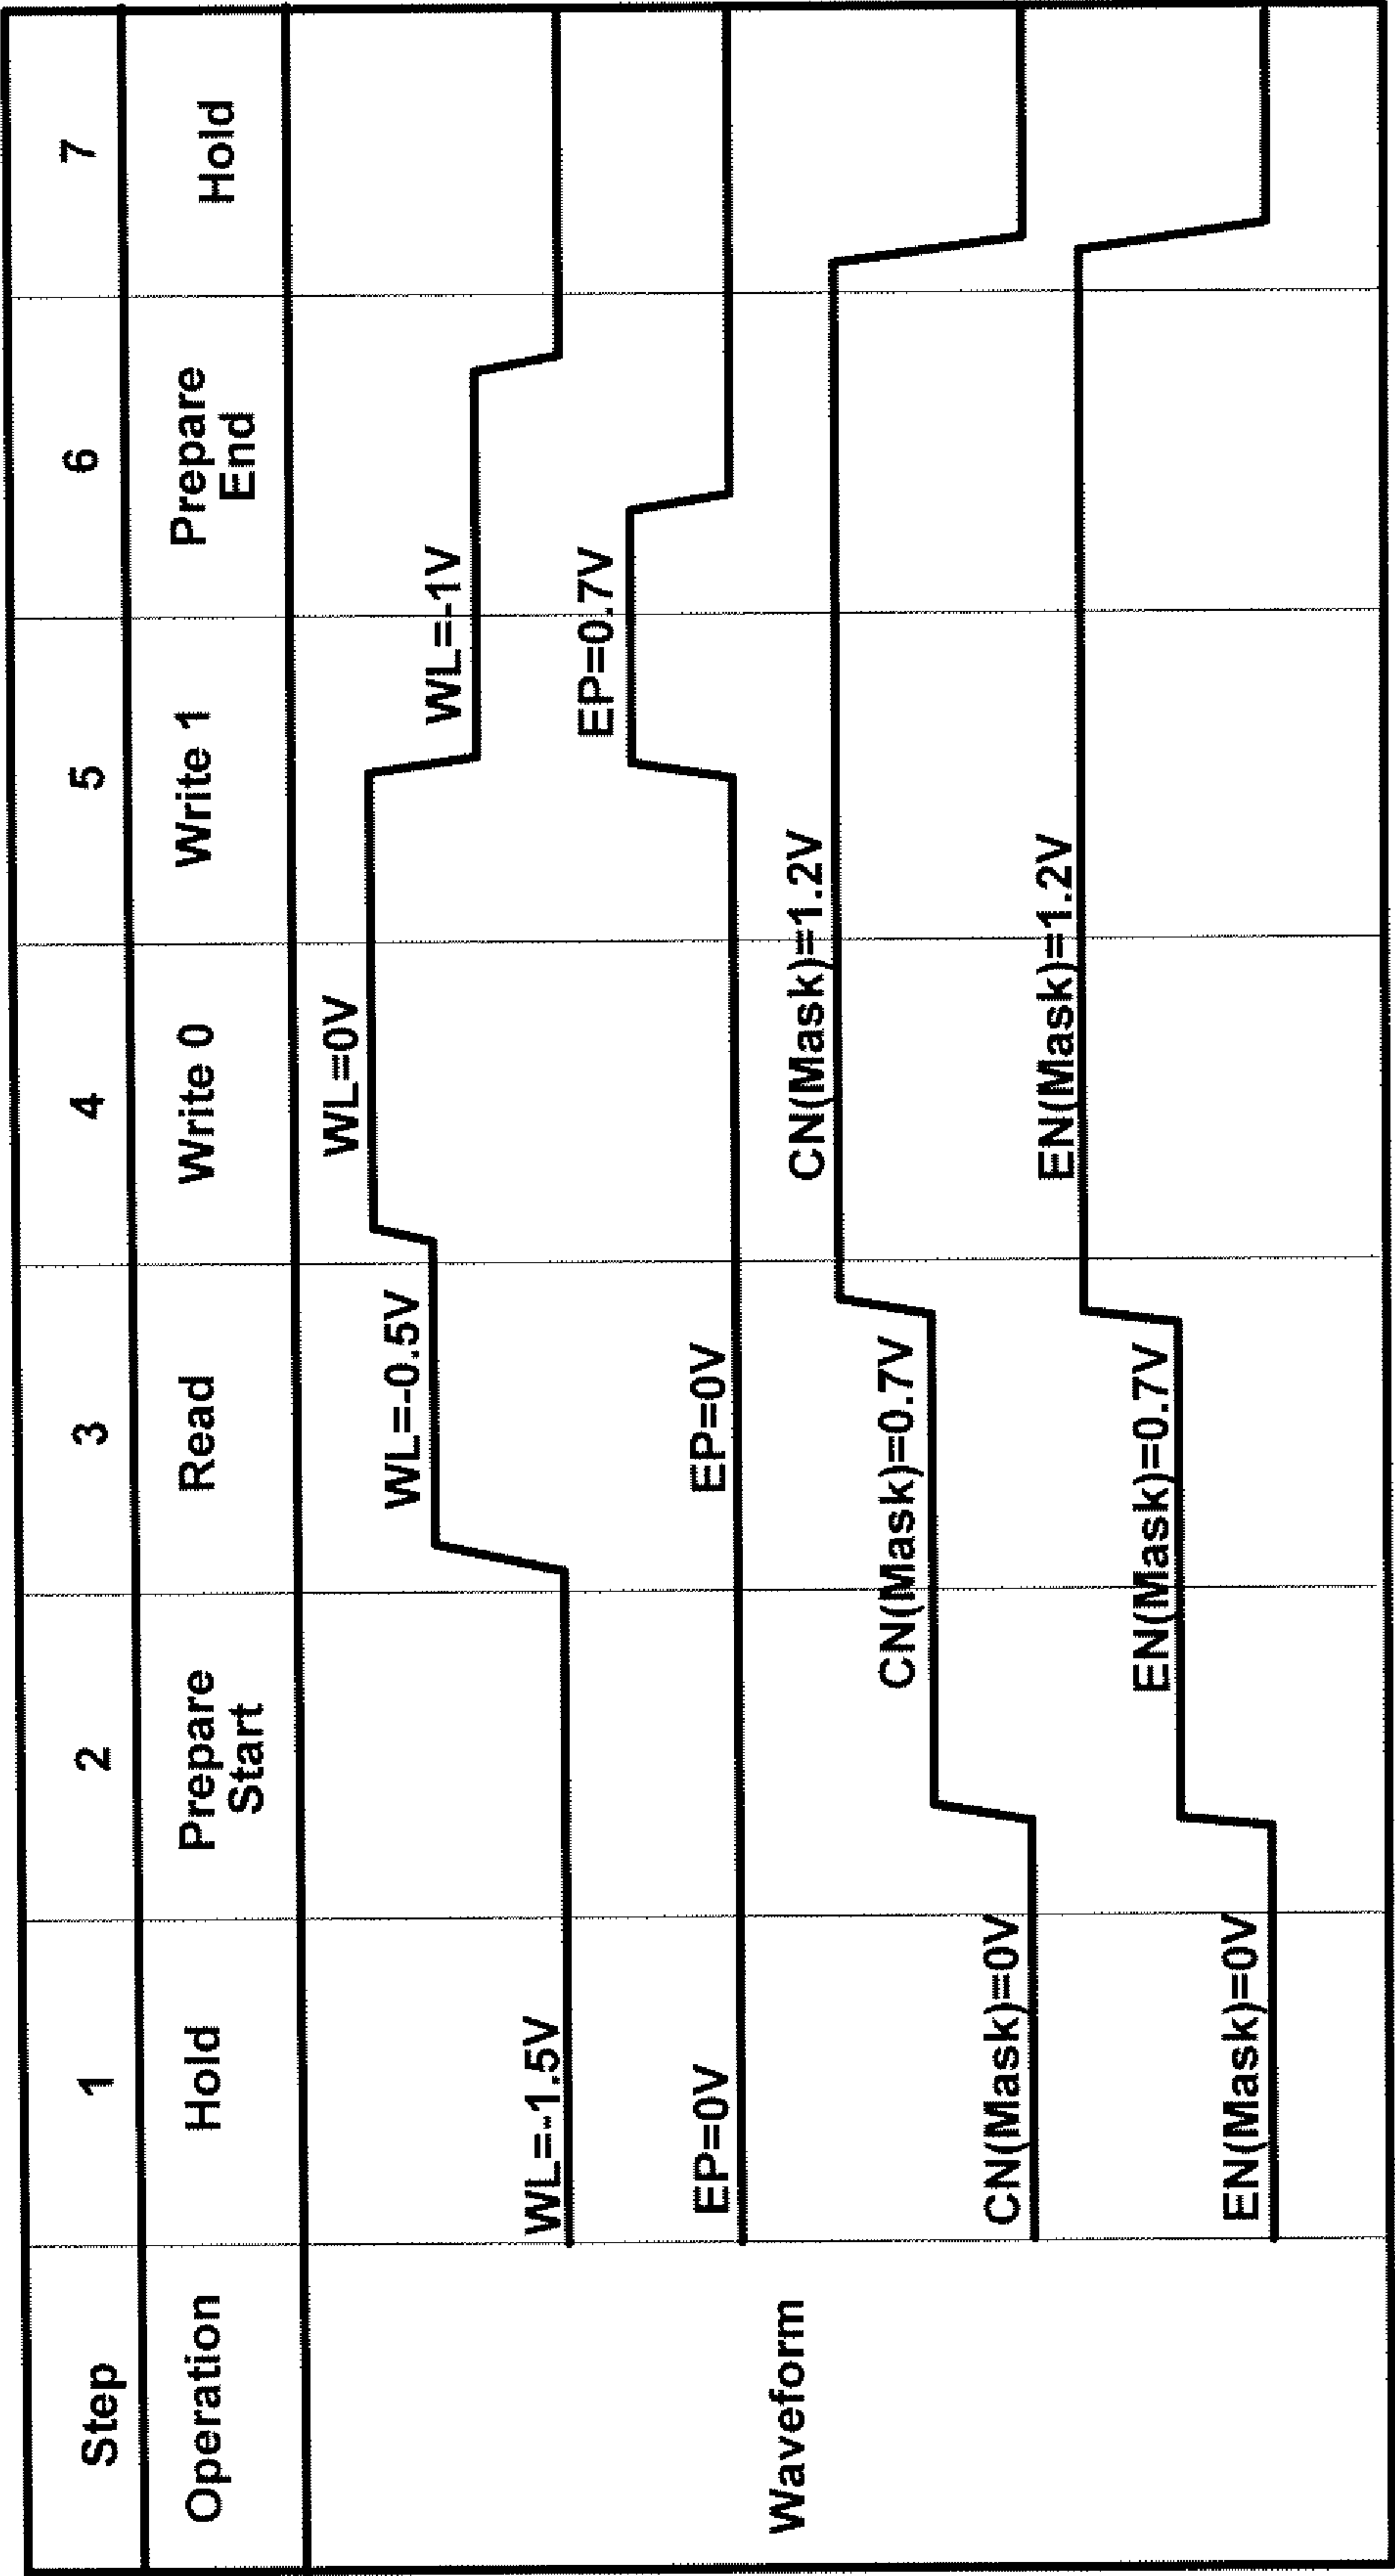 Step 1 2 3 4 5 6 7
Operation Hold Prepare Start Read Write 0 Write 1 Prepare End Hold
Waveform
WL=-1.5V
WL=-0.5V
WL=0V
WL=-1V
EP=0V
EP=0V
EP=0.7V
CN(Mask)=0V
CN(Mask)=0.7V
CN(Mask)=1.2V
EN(Mask)=0V
EN(Mask)=0.7V
EN(Mask)=1.2V